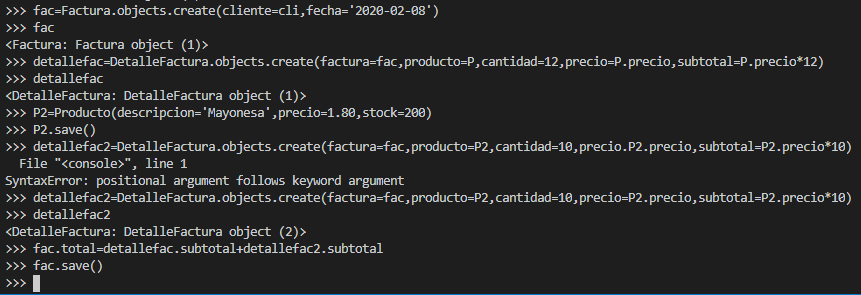 >>> fac=Factura.objects.create(cliente=cli,fecha='2020-02-08')
>>> fac
<Factura: Factura object (1)>
>>> detallefac=DetalleFactura.objects.create(factura=fac,producto=P,cantidad=12,precio=P.precio,subtotal=P.precio*12)
>>> detallefac
<DetalleFactura: DetalleFactura object (1)>
>>> P2=Producto(descripcion='Mayonesa',precio=1.80,stock=200)
>>> P2.save()
>>> detallefac2=DetalleFactura.objects.create(factura=fac,producto=P2,cantidad=10,precio.P2.precio,subtotal=P2.precio*10)
  File "<console>", line 1
SyntaxError: positional argument follows keyword argument
>>> detallefac2=DetalleFactura.objects.create(factura=fac,producto=P2,cantidad=10,precio=P2.precio,subtotal=P2.precio*10)
>>> detallefac2
<DetalleFactura: DetalleFactura object (2)>
>>> fac.total=detallefac.subtotal+detallefac2.subtotal
>>> fac.save()
>>>